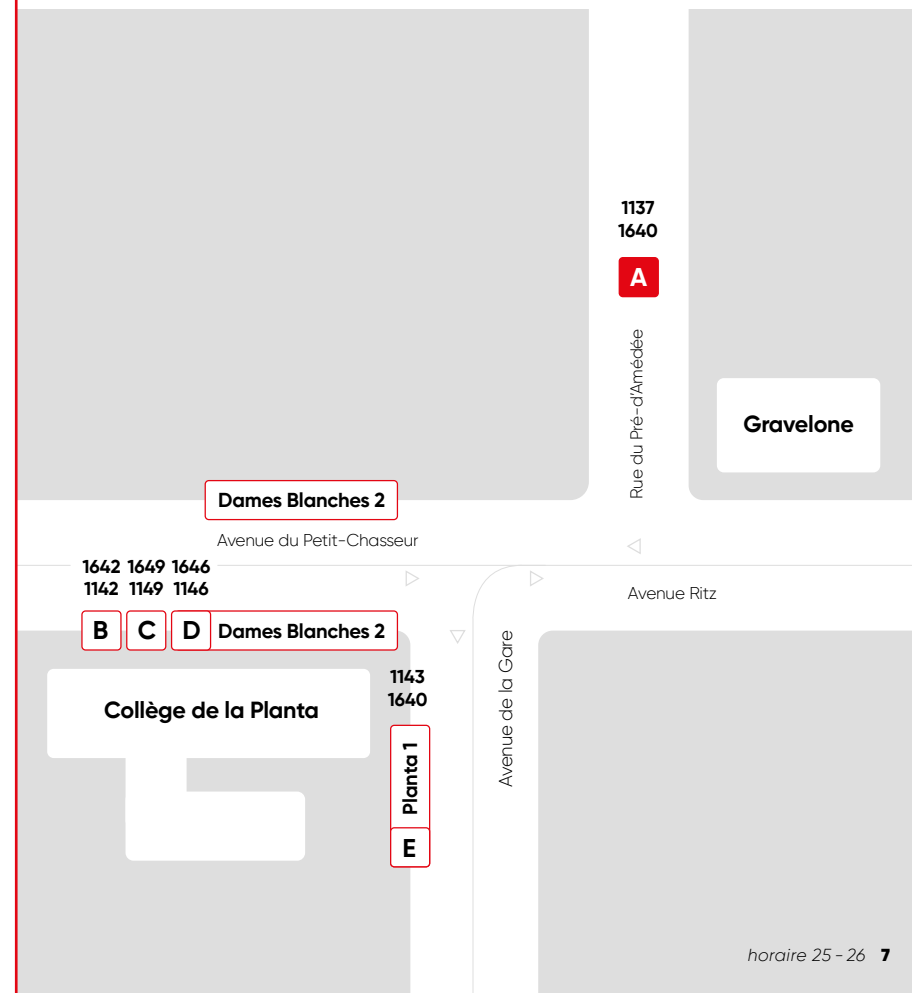 1137
1640
A
Rue du Pré-d'Amédée
Gravelone
Dames Blanches 2
Avenue du Petit-Chasseur
1642 1649 1646
1142 1149 1146
Avenue Ritz
B C D Dames Blanches 2
Avenue de la Gare
1143
1640
Collège de la Planta
Planta 1
E
horaire 25 - 26 7